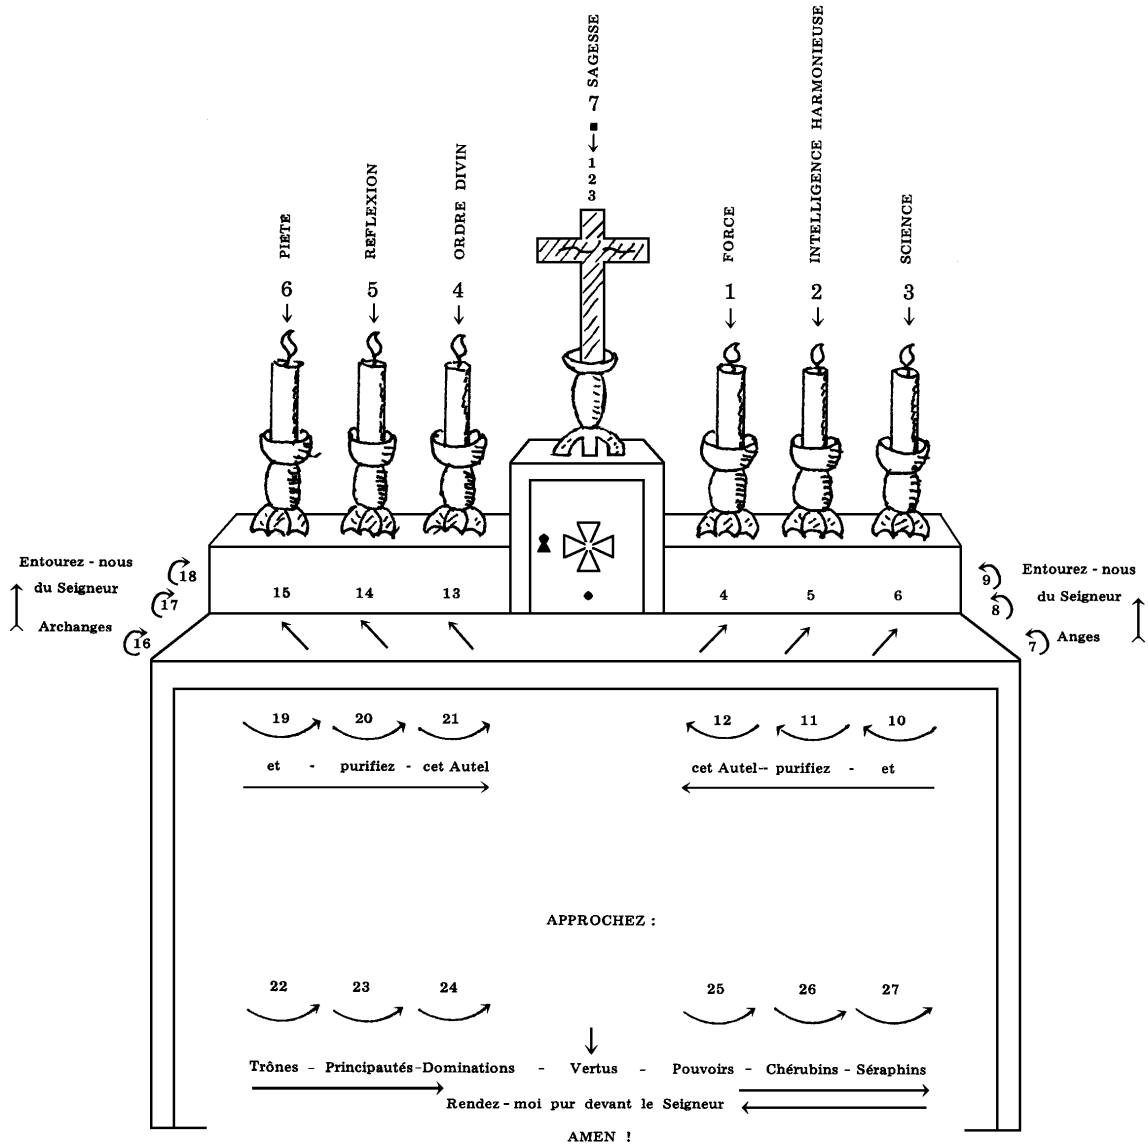 7 SAGESSE
1
2
3
PIETÉ
REFLEXION
ORDRE DIVIN
FORCE
INTELLIGENCE HARMONIEUSE
SCIENCE
6 5 4 1 2 3
Entourez - nous
du Seigneur
Archanges
18
17
16
15 14 13 4 5 6
9
8
7
Entourez - nous
du Seigneur
Anges
19 20 21 12 11 10
et - purifiez - cet Autel
cet Autel - purifiez - et
APPROCHEZ :
22 23 24 25 26 27
Trônes - Principautés - Dominations - Vertus - Pouvoirs - Chérubins - Séraphins
Rendez - moi pur devant le Seigneur
AMEN !